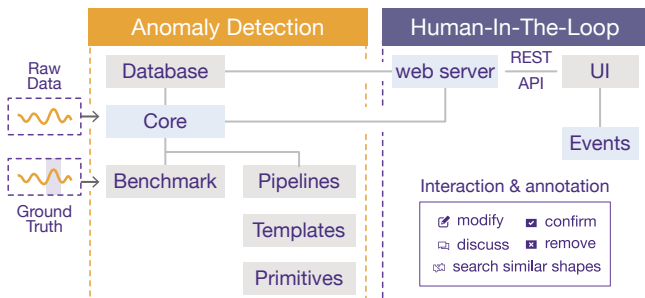 Anomaly Detection
Human-In-The-Loop
Raw
Data
Database
web server
REST
API
UI
Core
Events
Ground
Truth
Benchmark
Pipelines
Templates
Primitives
Interaction & annotation
modify
confirm
discuss
remove
search similar shapes